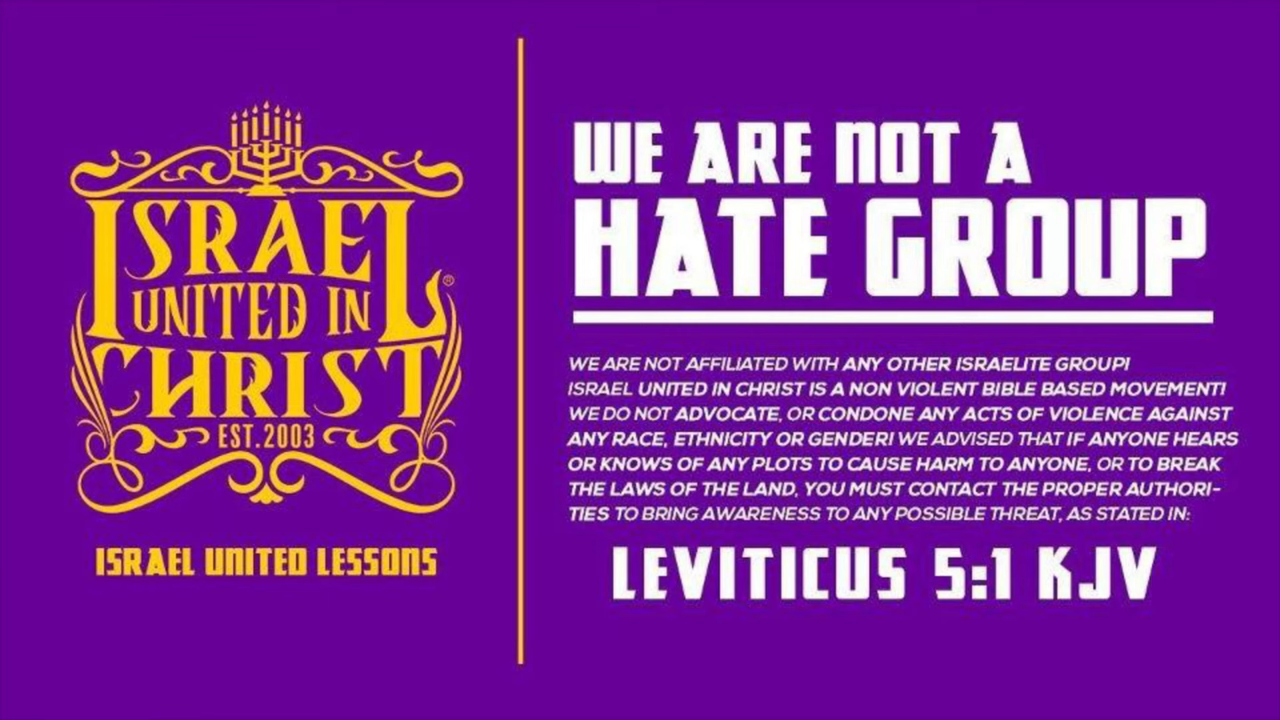 ISRAEL
UNITED IN
CHRIST
EST.2003
®
ISRAEL UNITED LESSONS
WE ARE NOT A
HATE GROUP
WE ARE NOT AFFILIATED WITH ANY OTHER ISRAELITE GROUP!
ISRAEL UNITED IN CHRIST IS A NON VIOLENT BIBLE BASED MOVEMENT!
WE DO NOT ADVOCATE, OR CONDONE ANY ACTS OF VIOLENCE AGAINST
ANY RACE, ETHNICITY OR GENDER! WE ADVISED THAT IF ANYONE HEARS
OR KNOWS OF ANY PLOTS TO CAUSE HARM TO ANYONE, OR TO BREAK
THE LAWS OF THE LAND, YOU MUST CONTACT THE PROPER AUTHORI-
TIES TO BRING AWARENESS TO ANY POSSIBLE THREAT, AS STATED IN:
LEVITICUS 5:1 KJV